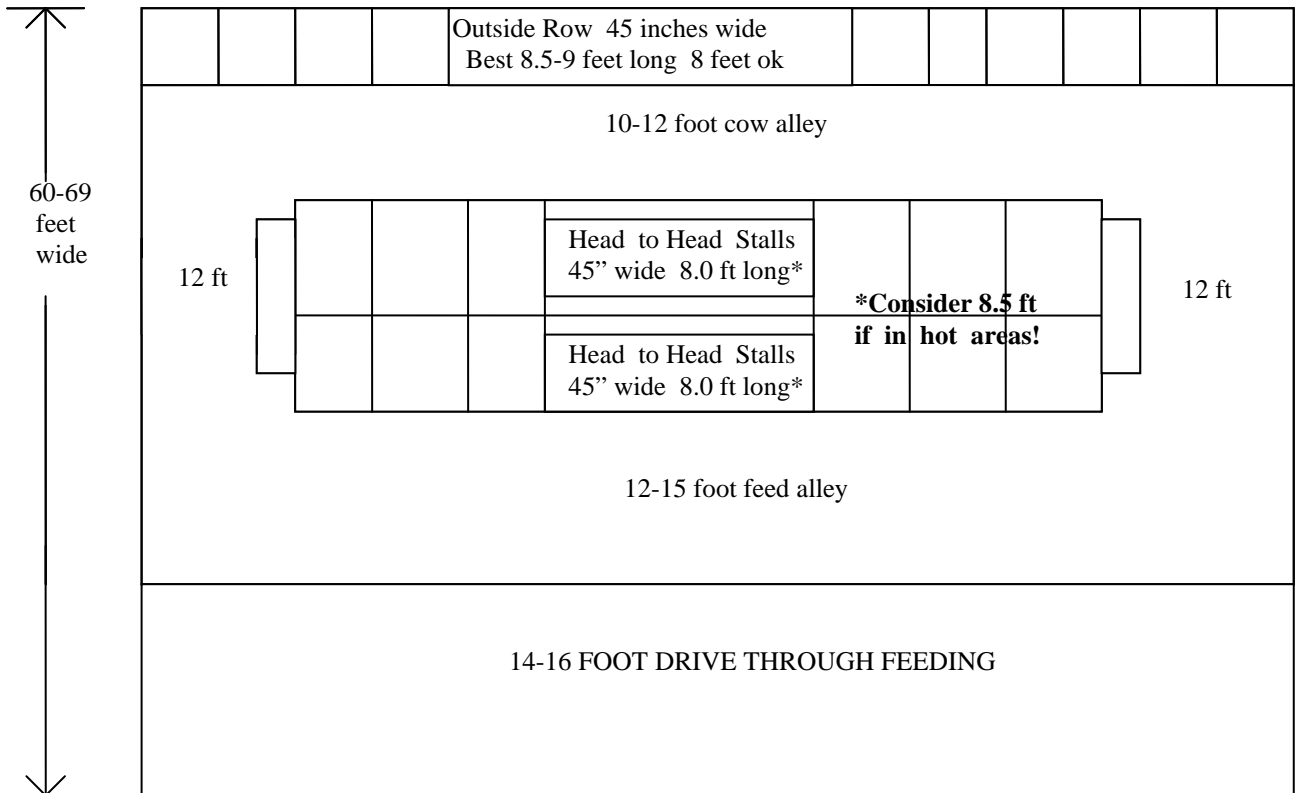 Outside Row 45 inches wide
Best 8.5-9 feet long 8 feet ok
10-12 foot cow alley
60-69
feet
wide
12 ft
Head to Head Stalls
45” wide 8.0 ft long*
*Consider 8.5 ft
if in hot areas!
12 ft
Head to Head Stalls
45” wide 8.0 ft long*
12-15 foot feed alley
14-16 FOOT DRIVE THROUGH FEEDING